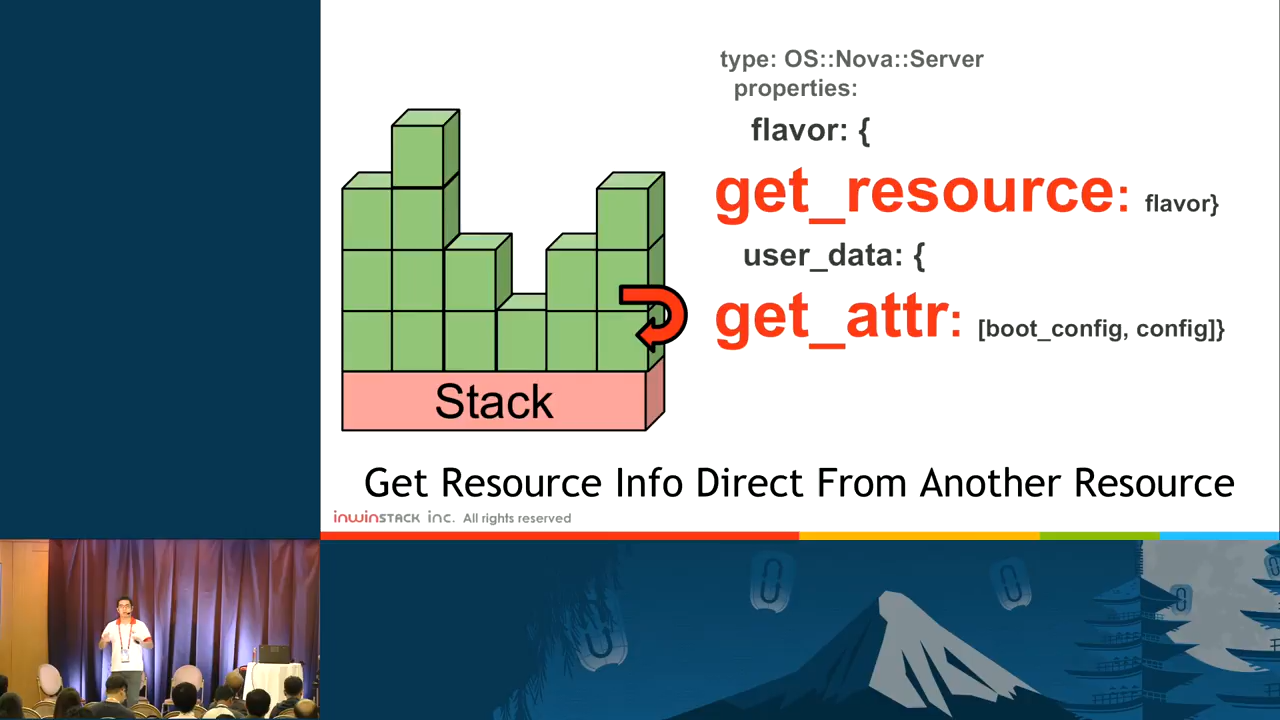 type: OS::Nova::Server
properties:
flavor: {
get_resource: flavor}
user_data: {
get_attr: [boot_config, config]}
Stack
Get Resource Info Direct From Another Resource
inwinSTACK inc. All rights reserved